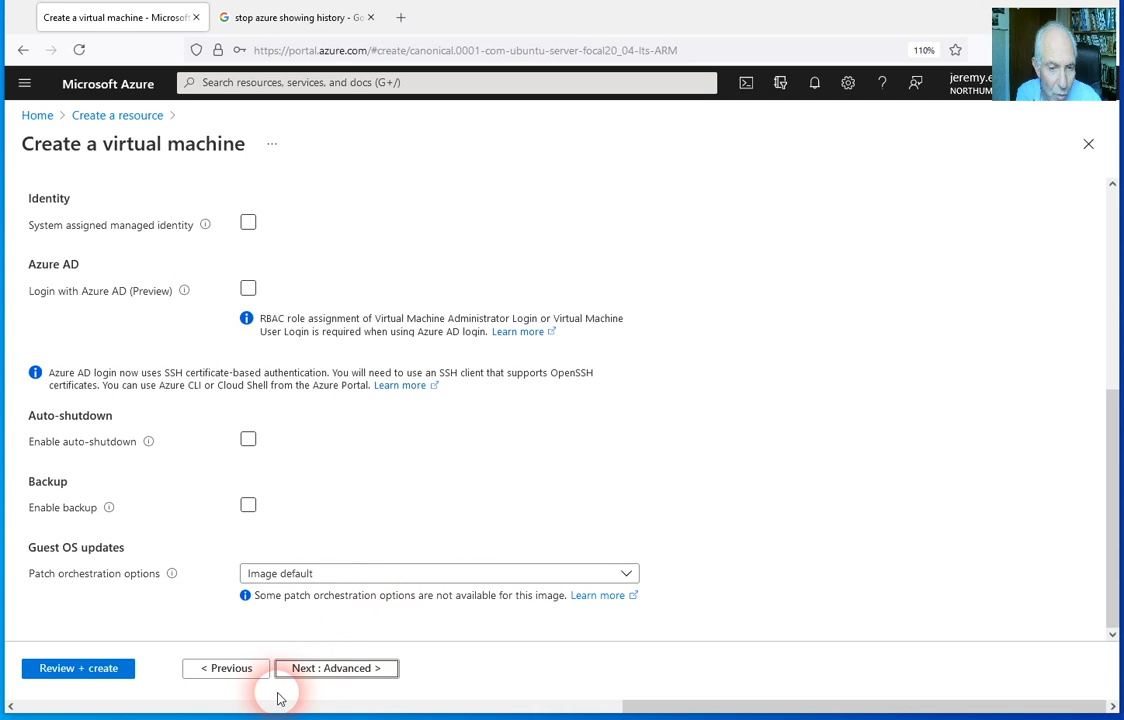 Create a virtual machine - Microsoft
stop azure showing history - Go
https://portal.azure.com/#create/canonical.0001-com-ubuntu-server-focal20_04-lts-ARM
110%
Microsoft Azure
Search resources, services, and docs (G+/)
jeremy.e
NORTHUM
Home > Create a resource >
Create a virtual machine ...
Identity
System assigned managed identity
Azure AD
Login with Azure AD (Preview)
RBAC role assignment of Virtual Machine Administrator Login or Virtual Machine
User Login is required when using Azure AD login. Learn more
Azure AD login now uses SSH certificate-based authentication. You will need to use an SSH client that supports OpenSSH
certificates. You can use Azure CLI or Cloud Shell from the Azure Portal. Learn more
Auto-shutdown
Enable auto-shutdown
Backup
Enable backup
Guest OS updates
Patch orchestration options
Image default
Some patch orchestration options are not available for this image. Learn more
Review + create
< Previous
Next : Advanced >